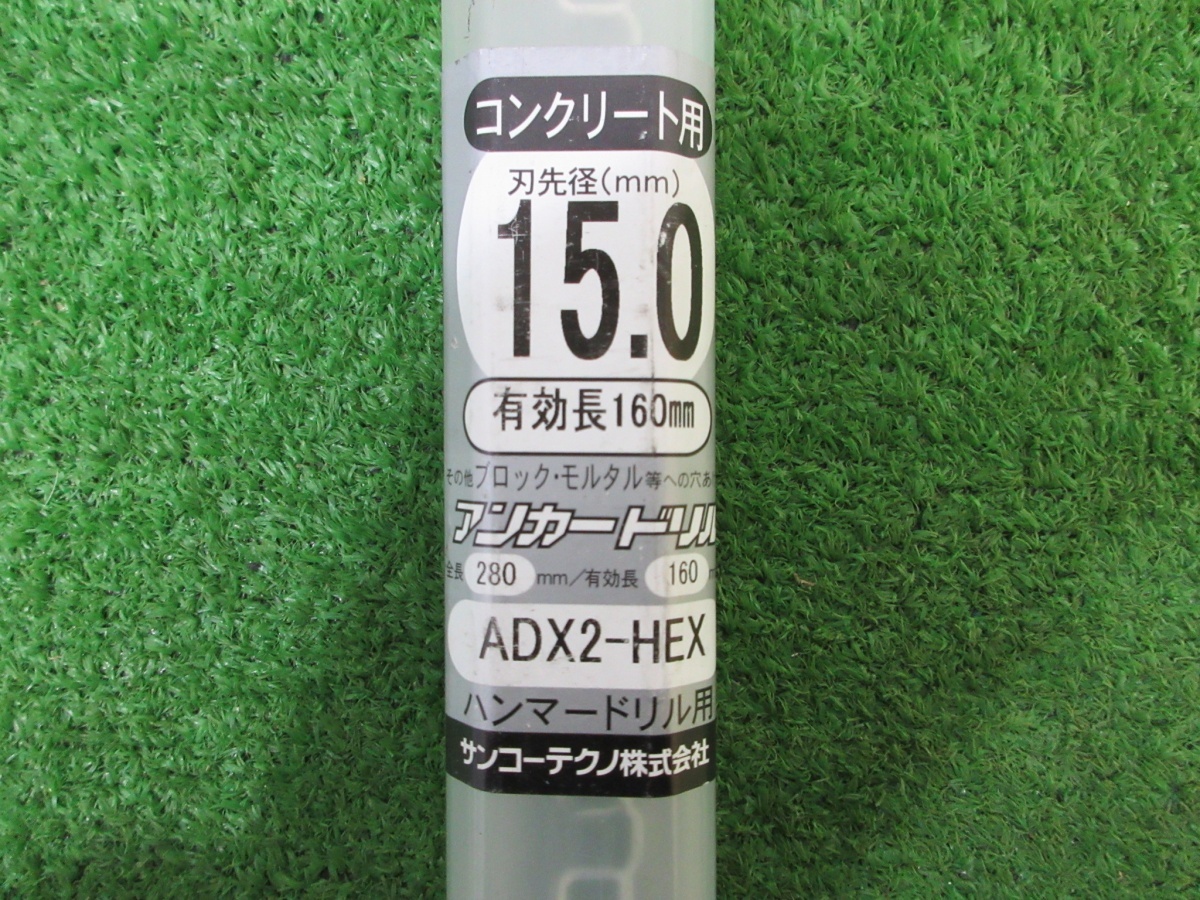 コンクリート用
刃先径(mm)
15.0
有効長160mm
その他ブロック・モルタル等への穴あ
アンカードリル
全長 280 mm/有効長 160
ADX2-HEX
ハンマードリル用
サンコーテクノ株式会社